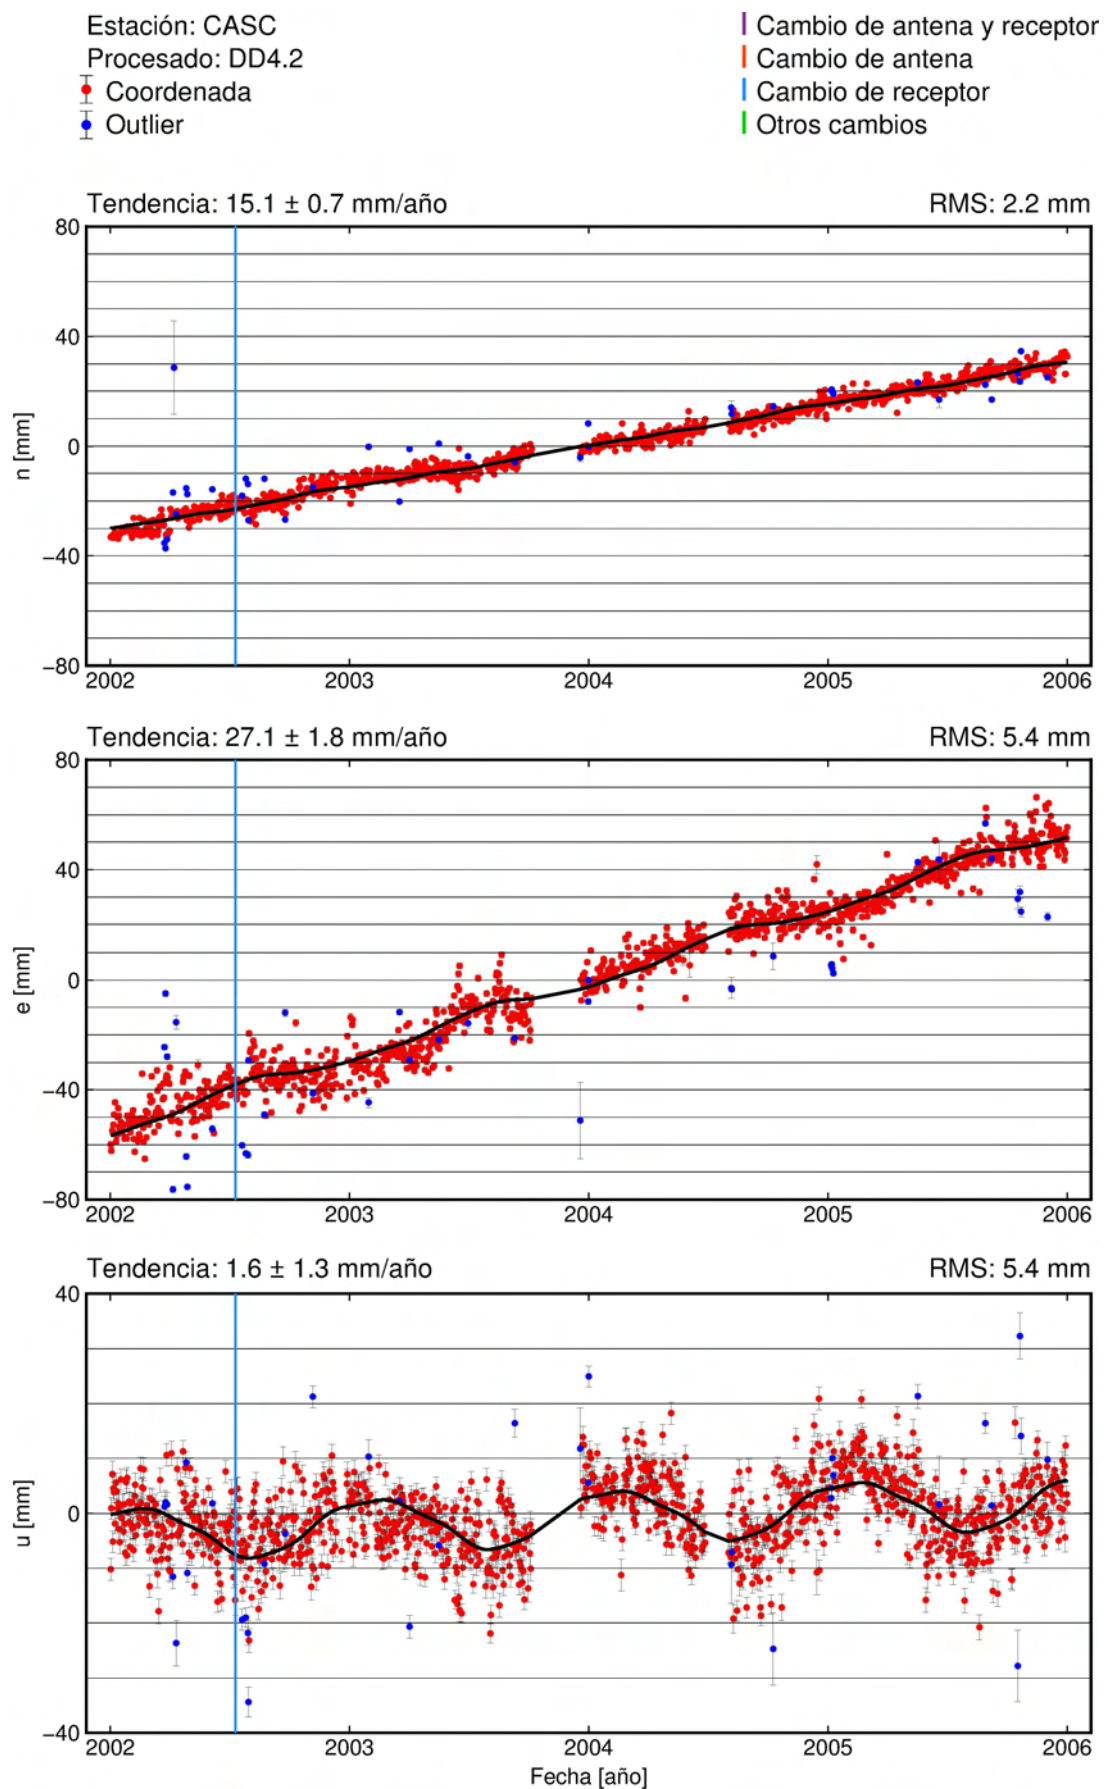 Estación: CASC
Procesado: DD4.2
Coordenada
Outlier
Cambio de antena y receptor
Cambio de antena
Cambio de receptor
Otros cambios
Tendencia: 15.1 ± 0.7 mm/año RMS: 2.2 mm
80
40
0
−40
−80
n [mm]
2002 2003 2004 2005 2006
Tendencia: 27.1 ± 1.8 mm/año RMS: 5.4 mm
80
40
0
−40
−80
e [mm]
2002 2003 2004 2005 2006
Tendencia: 1.6 ± 1.3 mm/año RMS: 5.4 mm
40
20
0
−20
−40
u [mm]
2002 2003 2004 2005 2006
Fecha [año]